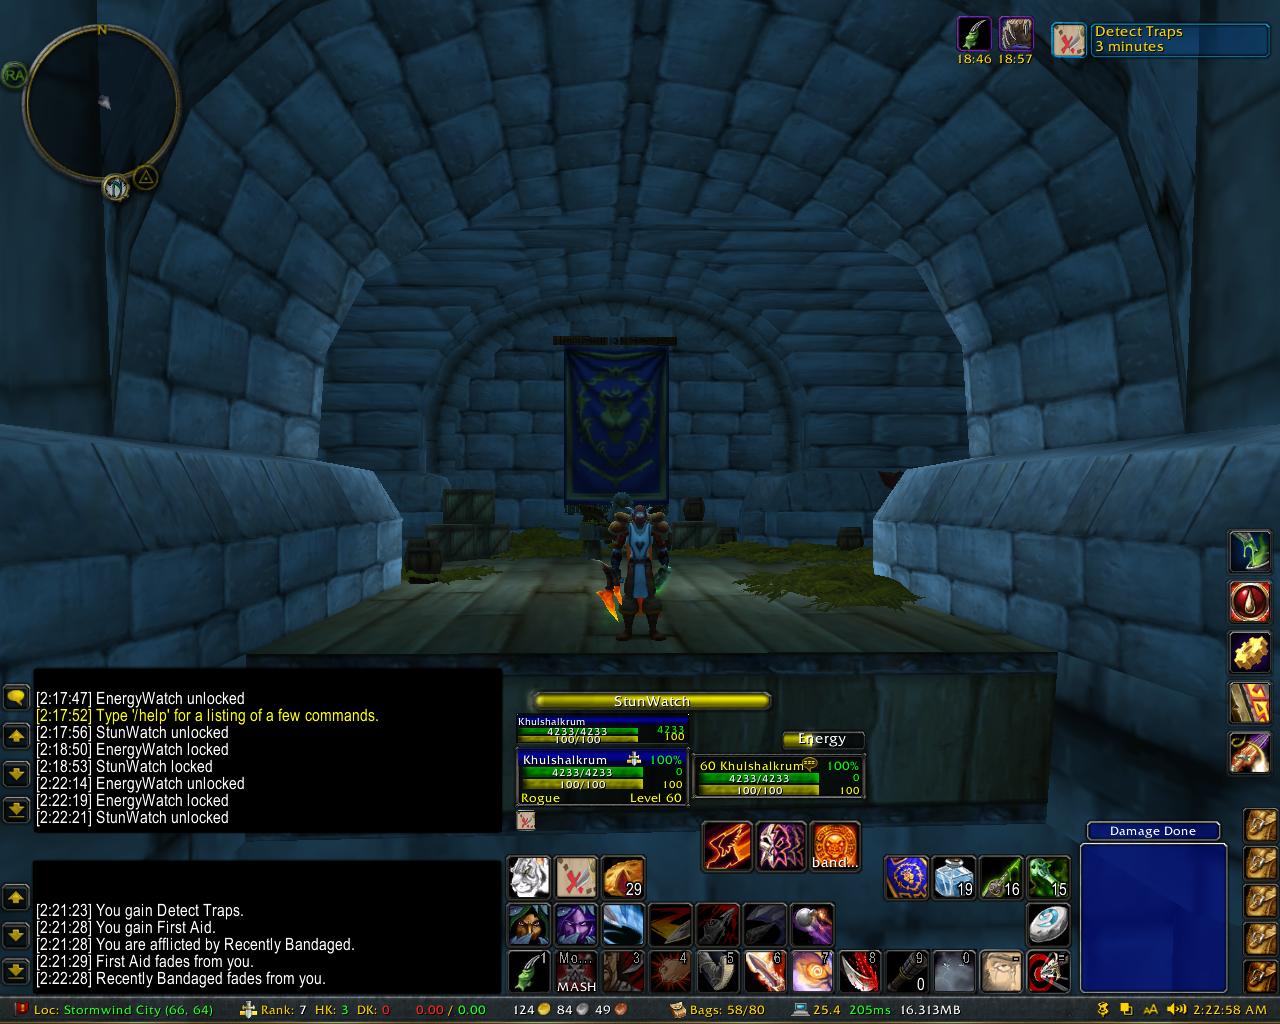 N
RA
18:46 18:57
Detect Traps
3 minutes
[2:17:47] EnergyWatch unlocked
[2:17:52] Type '/help' for a listing of a few commands.
[2:17:56] StunWatch unlocked
[2:18:50] EnergyWatch locked
[2:18:53] StunWatch locked
[2:22:14] EnergyWatch unlocked
[2:22:19] EnergyWatch locked
[2:22:21] StunWatch unlocked
StunWatch
Khulshalkrum
4233/4233 4233
100/100 100
Energy
Khulshalkrum 100%
4233/4233 0
100/100 100
Rogue Level 60
60 Khulshalkrum 100%
4233/4233 0
100/100 100
Damage Done
band...
29
19 16 15
[2:21:23] You gain Detect Traps.
[2:21:28] You gain First Aid.
[2:21:28] You are afflicted by Recently Bandaged.
[2:21:29] First Aid fades from you.
[2:22:28] Recently Bandaged fades from you.
1 Mo... 3 4 5 6 7 8 9 0 - =
MASH 0
Loc: Stormwind City (66, 64) Rank: 7 HK: 3 DK: 0 0.00 / 0.00 124 84 49 Bags: 58/80 25.4 205ms 16.313MB AA 2:22:58 AM